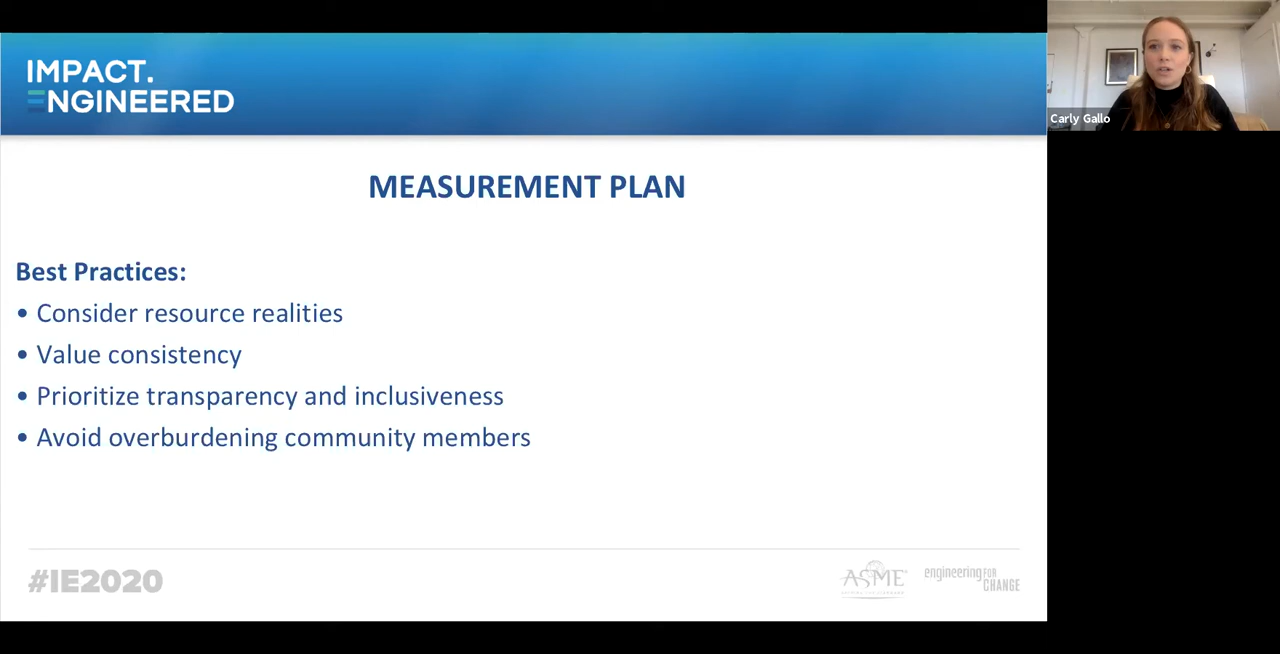 IMPACT.
ENGINEERED
Carly Gallo
MEASUREMENT PLAN
Best Practices:
• Consider resource realities
• Value consistency
• Prioritize transparency and inclusiveness
• Avoid overburdening community members
#IE2020
ASME
engineering FOR
CHANGE